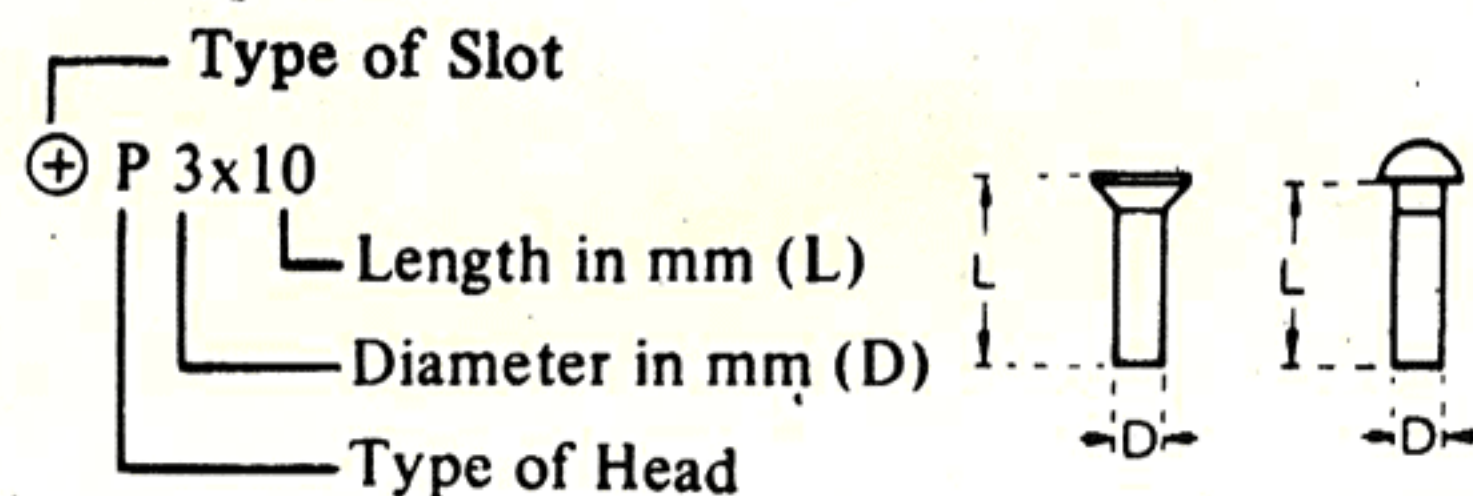 Type of Slot
⊕ P 3x10
Length in mm (L)
Diameter in mm (D)
Type of Head
L
D
L
D